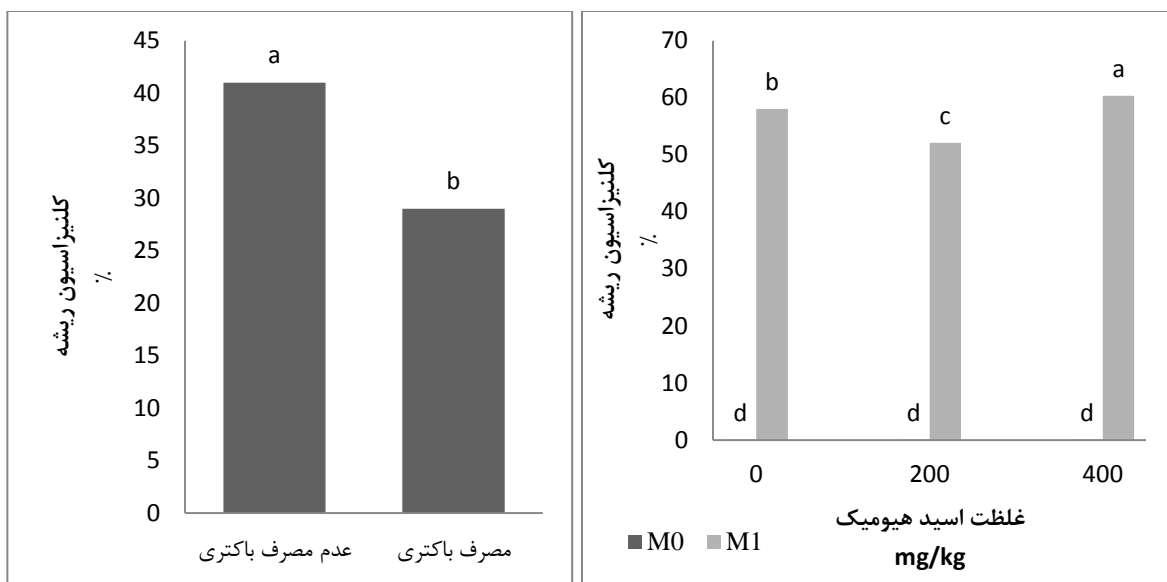 45
40
35
30
25
20
15
10
5
0
کلنیزاسیون ریشه
٪
a
b
عدم مصرف باکتری
مصرف باکتری
70
60
50
40
30
20
10
0
کلنیزاسیون ریشه
٪
b
c
a
d
d
d
0
200
400
غلظت اسید هیومیک
mg/kg
M0
M1